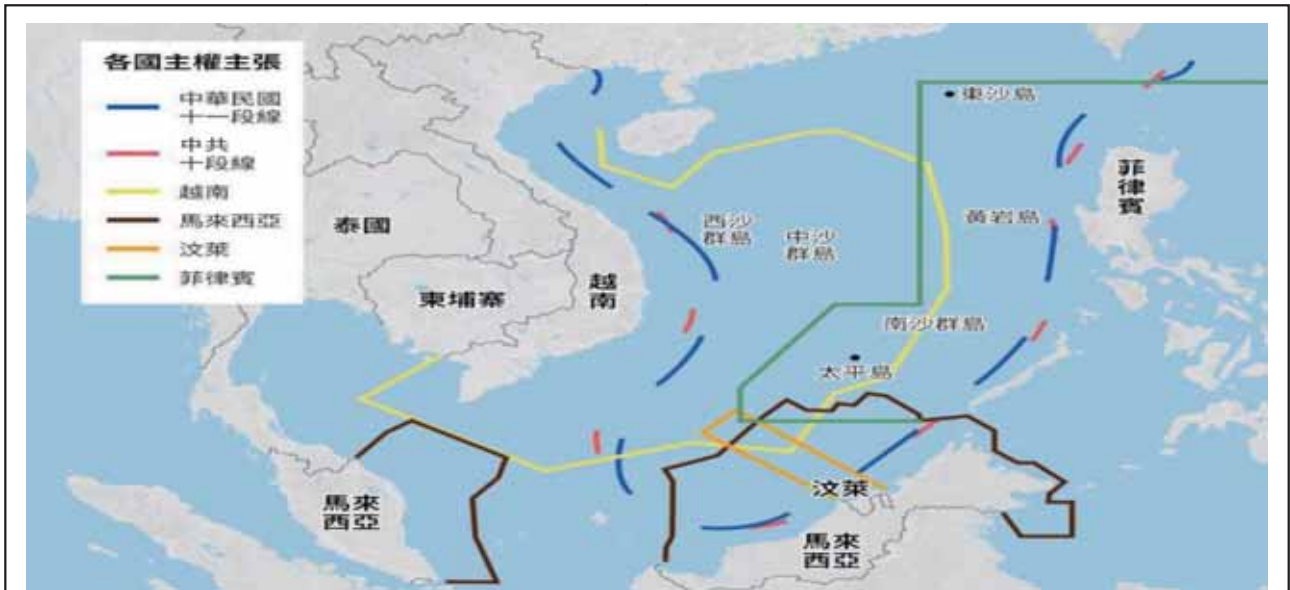 各國主權主張
中華民國
十一段線
中共
十段線
越南
馬來西亞
汶萊
菲律賓
東沙島
菲律賓
黃岩島
西沙
群島
中沙
群島
泰國
越南
柬埔寨
南沙群島
太平島
汶萊
馬來
西亞
馬來
西亞